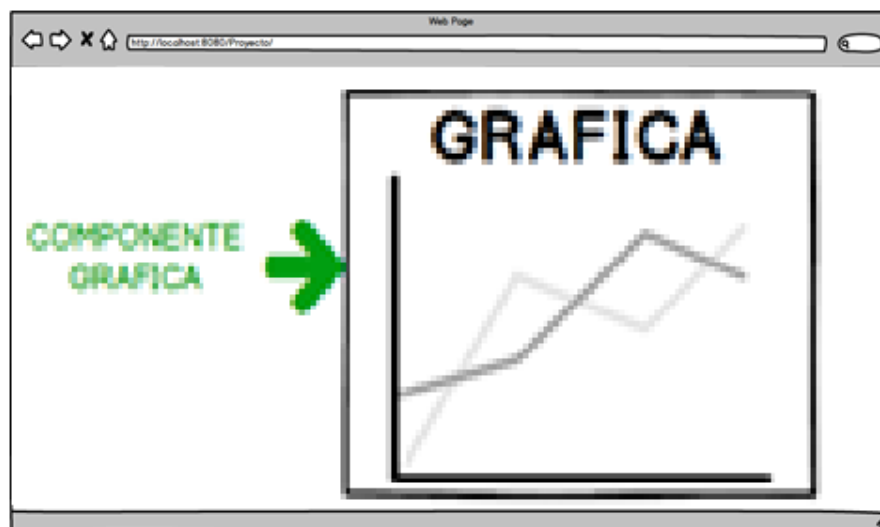 Web Page
http://localhost:8080/Proyecto/
GRAFICA
COMPONENTE
GRAFICA